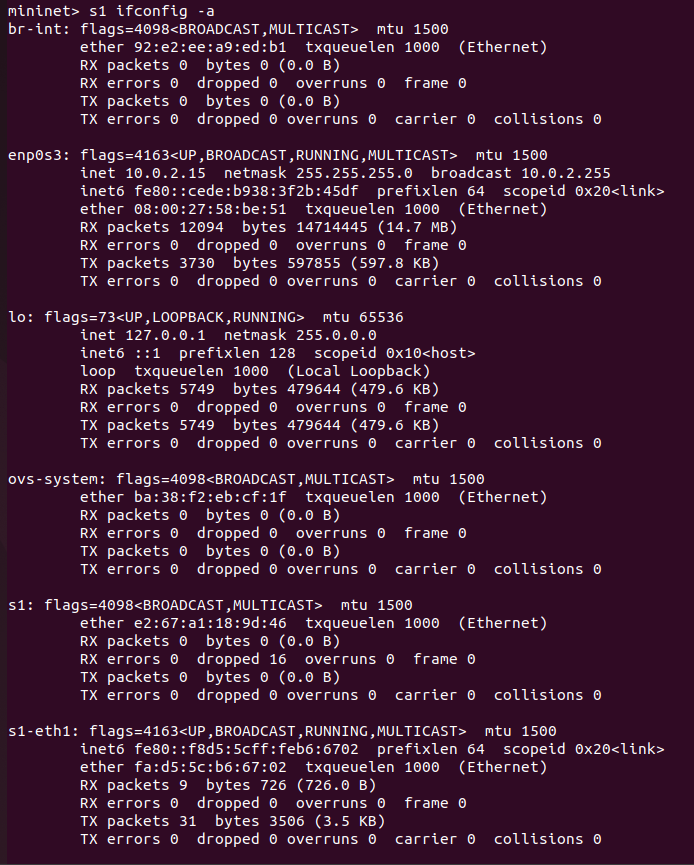 mininet> s1 ifconfig -a
br-int: flags=4098<BROADCAST,MULTICAST>  mtu 1500
        ether 92:e2:ee:a9:ed:b1  txqueuelen 1000  (Ethernet)
        RX packets 0  bytes 0 (0.0 B)
        RX errors 0  dropped 0  overruns 0  frame 0
        TX packets 0  bytes 0 (0.0 B)
        TX errors 0  dropped 0 overruns 0  carrier 0  collisions 0

enp0s3: flags=4163<UP,BROADCAST,RUNNING,MULTICAST>  mtu 1500
        inet 10.0.2.15  netmask 255.255.255.0  broadcast 10.0.2.255
        inet6 fe80::cede:b938:3f2b:45df  prefixlen 64  scopeid 0x20<link>
        ether 08:00:27:58:be:51  txqueuelen 1000  (Ethernet)
        RX packets 12094  bytes 14714445 (14.7 MB)
        RX errors 0  dropped 0  overruns 0  frame 0
        TX packets 3730  bytes 597855 (597.8 KB)
        TX errors 0  dropped 0 overruns 0  carrier 0  collisions 0

lo: flags=73<UP,LOOPBACK,RUNNING>  mtu 65536
        inet 127.0.0.1  netmask 255.0.0.0
        inet6 ::1  prefixlen 128  scopeid 0x10<host>
        loop  txqueuelen 1000  (Local Loopback)
        RX packets 5749  bytes 479644 (479.6 KB)
        RX errors 0  dropped 0  overruns 0  frame 0
        TX packets 5749  bytes 479644 (479.6 KB)
        TX errors 0  dropped 0 overruns 0  carrier 0  collisions 0

ovs-system: flags=4098<BROADCAST,MULTICAST>  mtu 1500
        ether ba:38:f2:eb:cf:1f  txqueuelen 1000  (Ethernet)
        RX packets 0  bytes 0 (0.0 B)
        RX errors 0  dropped 0  overruns 0  frame 0
        TX packets 0  bytes 0 (0.0 B)
        TX errors 0  dropped 0 overruns 0  carrier 0  collisions 0

s1: flags=4098<BROADCAST,MULTICAST>  mtu 1500
        ether e2:67:a1:18:9d:46  txqueuelen 1000  (Ethernet)
        RX packets 0  bytes 0 (0.0 B)
        RX errors 0  dropped 16  overruns 0  frame 0
        TX packets 0  bytes 0 (0.0 B)
        TX errors 0  dropped 0 overruns 0  carrier 0  collisions 0

s1-eth1: flags=4163<UP,BROADCAST,RUNNING,MULTICAST>  mtu 1500
        inet6 fe80::f8d5:5cff:feb6:6702  prefixlen 64  scopeid 0x20<link>
        ether fa:d5:5c:b6:67:02  txqueuelen 1000  (Ethernet)
        RX packets 9  bytes 726 (726.0 B)
        RX errors 0  dropped 0  overruns 0  frame 0
        TX packets 31  bytes 3506 (3.5 KB)
        TX errors 0  dropped 0 overruns 0  carrier 0  collisions 0